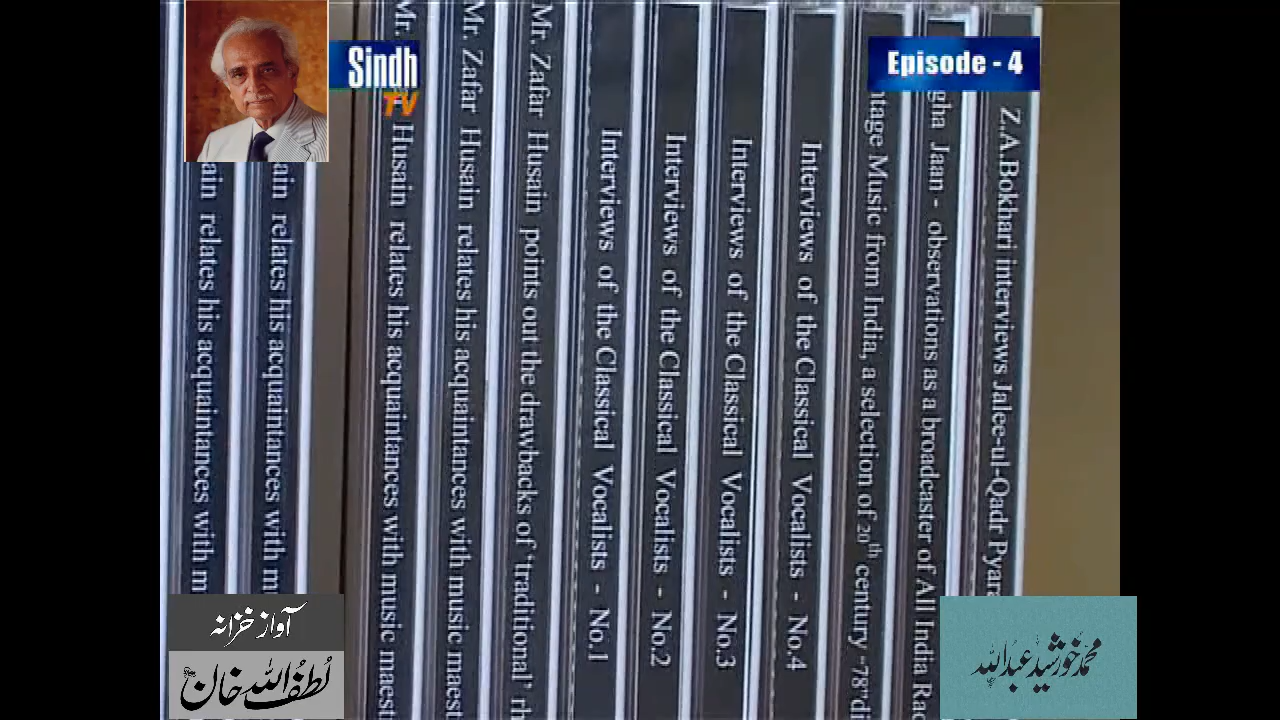 Sindh
TV
Episode - 4
ain relates his acquaintances with m
ain relates his acquaintances with mu
Mr. Husain relates his acquaintances with music maest
Mr. Zafar Husain relates his acquaintances with music maest
Mr. Zafar Husain points out the drawbacks of ‘traditional’ rh
Interviews of the Classical Vocalists - No.1
Interviews of the Classical Vocalists - No.2
Interviews of the Classical Vocalists - No.3
Interviews of the Classical Vocalists - No.4
ntage Music from India, a selection of 20th century -78”di
gha Jaan - observations as a broadcaster of All India Rad
Z.A.Bokhari interviews Jalee-ul-Qadr Pyara
آواز خزانہ
لُطفُ اللہ خان
محمد خورشید عبداللہ